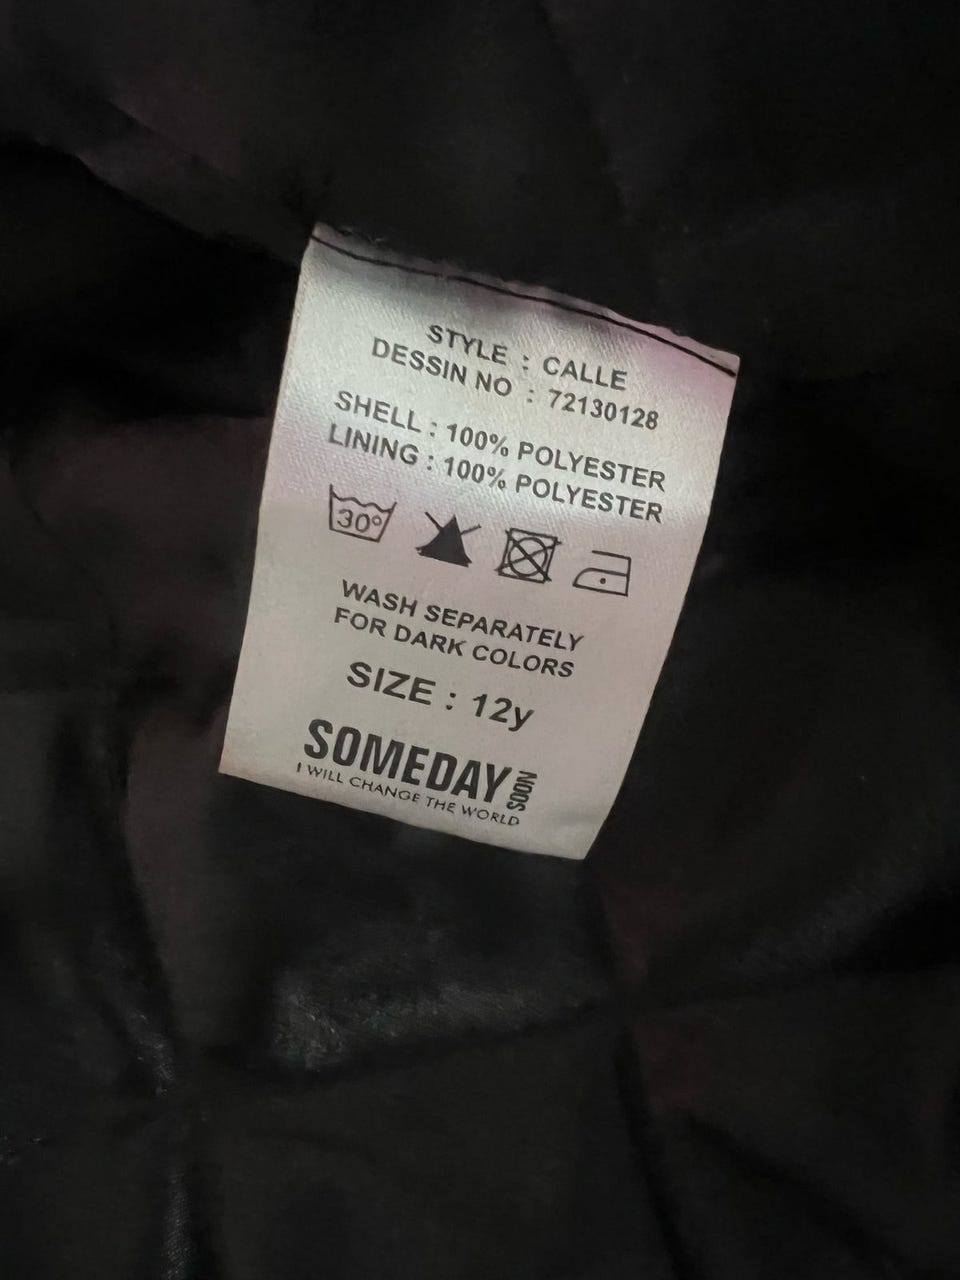 STYLE : CALLE
DESSIN NO : 72130128
SHELL : 100% POLYESTER
LINING : 100% POLYESTER
30°
WASH SEPARATELY
FOR DARK COLORS
SIZE : 12y
SOMEDAY SOON
I WILL CHANGE THE WORLD